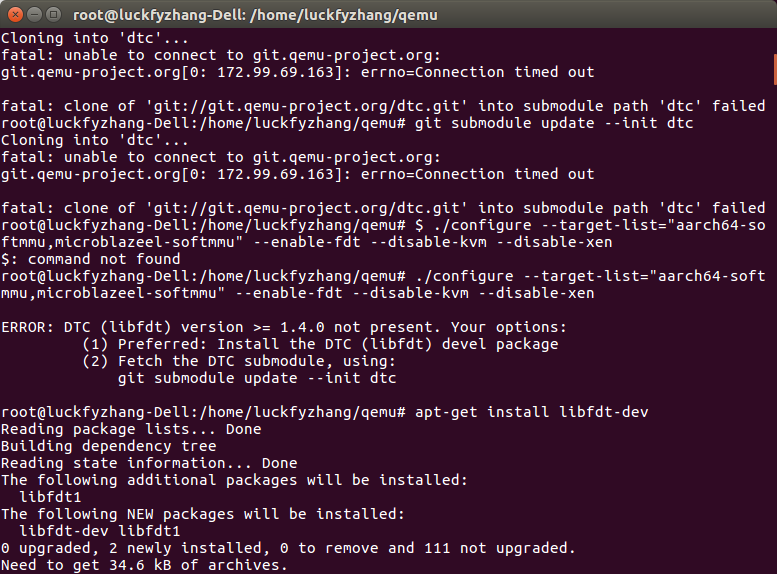 root@luckfyzhang-Dell: /home/luckfyzhang/qemu
Cloning into 'dtc'...
fatal: unable to connect to git.qemu-project.org:
git.qemu-project.org[0: 172.99.69.163]: errno=Connection timed out
fatal: clone of 'git://git.qemu-project.org/dtc.git' into submodule path 'dtc' failed
root@luckfyzhang-Dell:/home/luckfyzhang/qemu# git submodule update --init dtc
Cloning into 'dtc'...
fatal: unable to connect to git.qemu-project.org:
git.qemu-project.org[0: 172.99.69.163]: errno=Connection timed out
fatal: clone of 'git://git.qemu-project.org/dtc.git' into submodule path 'dtc' failed
root@luckfyzhang-Dell:/home/luckfyzhang/qemu# $ ./configure --target-list="aarch64-so
ftmmu,microblazeel-softmmu" --enable-fdt --disable-kvm --disable-xen
$: command not found
root@luckfyzhang-Dell:/home/luckfyzhang/qemu# ./configure --target-list="aarch64-soft
mmu,microblazeel-softmmu" --enable-fdt --disable-kvm --disable-xen
ERROR: DTC (libfdt) version >= 1.4.0 not present. Your options:
(1) Preferred: Install the DTC (libfdt) devel package
(2) Fetch the DTC submodule, using:
git submodule update --init dtc
root@luckfyzhang-Dell:/home/luckfyzhang/qemu# apt-get install libfdt-dev
Reading package lists... Done
Building dependency tree
Reading state information... Done
The following additional packages will be installed:
libfdt1
The following NEW packages will be installed:
libfdt-dev libfdt1
0 upgraded, 2 newly installed, 0 to remove and 111 not upgraded.
Need to get 34.6 kB of archives.